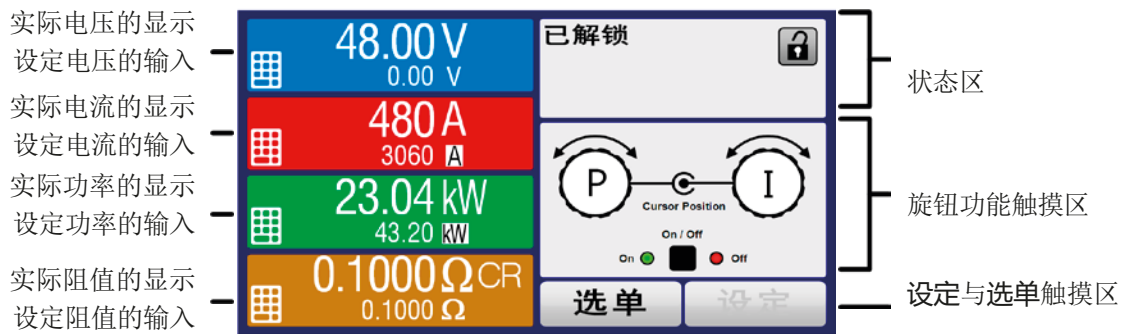 实际电压的显示
设定电压的输入
实际电流的显示
设定电流的输入
实际功率的显示
设定功率的输入
实际阻值的显示
设定阻值的输入
48.00 V
0.00 V
480 A
3060 A
23.04 kW
43.20 kW
0.1000 Ω CR
0.1000 Ω
已解锁
P
I
Cursor Position
On / Off
On
Off
选单
设定
状态区
旋钮功能触摸区
设定与选单触摸区